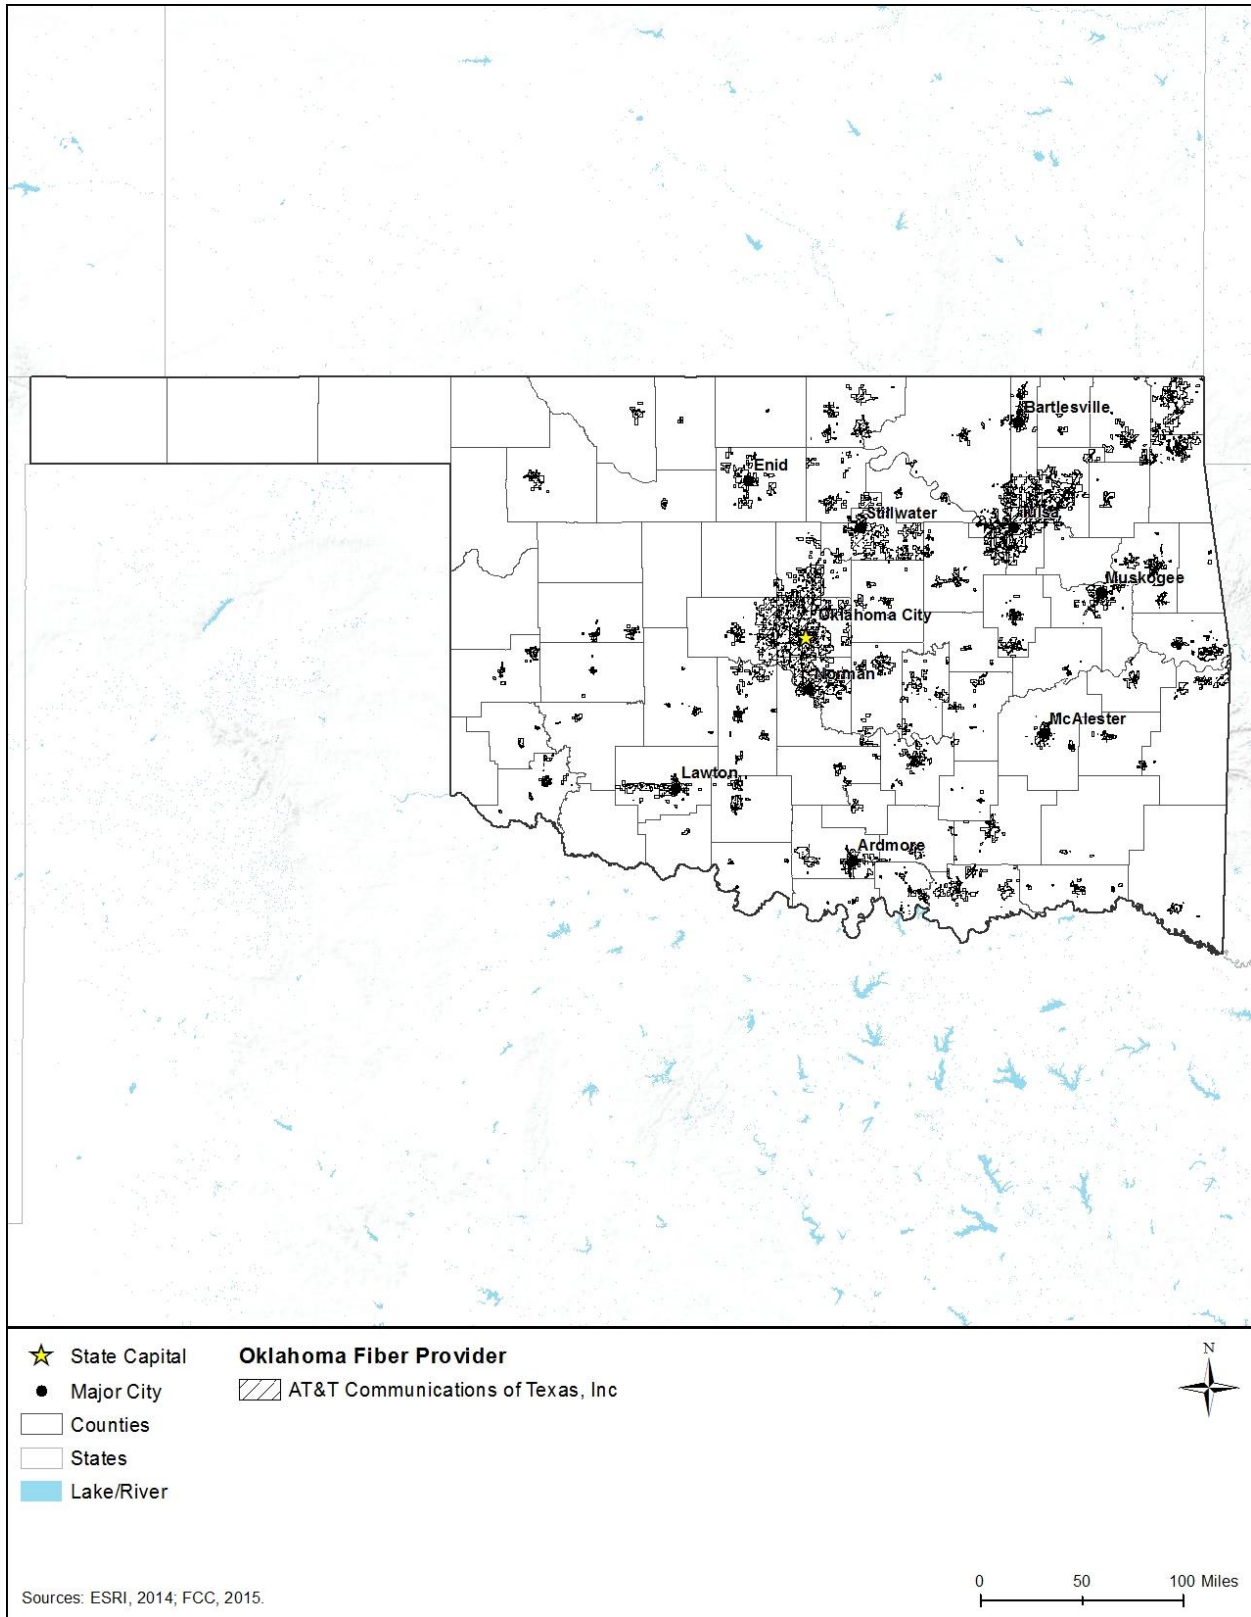 Bartlesville
Enid
Stillwater
Tulsa
Muskogee
Oklahoma City
Norman
McAlester
Lawton
Ardmore
State Capital
Oklahoma Fiber Provider
Major City
AT&T Communications of Texas, Inc
Counties
States
Lake/River
N
0 50 100 Miles
Sources: ESRI, 2014; FCC, 2015.